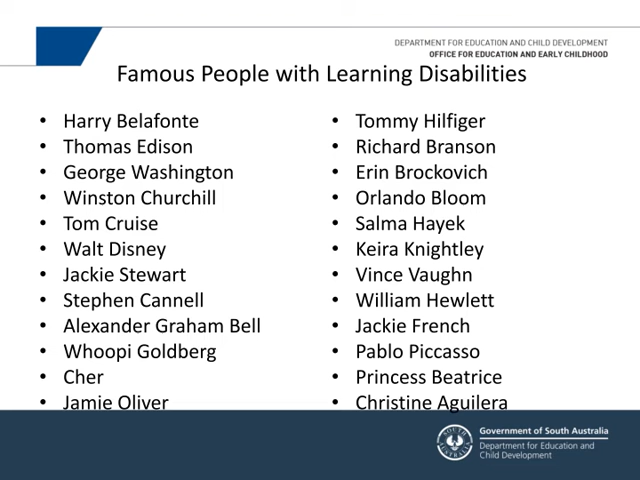 DEPARTMENT FOR EDUCATION AND CHILD DEVELOPMENT
OFFICE FOR EDUCATION AND EARLY CHILDHOOD
Famous People with Learning Disabilities
• Harry Belafonte
• Thomas Edison
• George Washington
• Winston Churchill
• Tom Cruise
• Walt Disney
• Jackie Stewart
• Stephen Cannell
• Alexander Graham Bell
• Whoopi Goldberg
• Cher
• Jamie Oliver
• Tommy Hilfiger
• Richard Branson
• Erin Brockovich
• Orlando Bloom
• Salma Hayek
• Keira Knightley
• Vince Vaughn
• William Hewlett
• Jackie French
• Pablo Piccasso
• Princess Beatrice
• Christine Aguilera
SOUTH AUSTRALIA
Government of South Australia
Department for Education and
Child Development